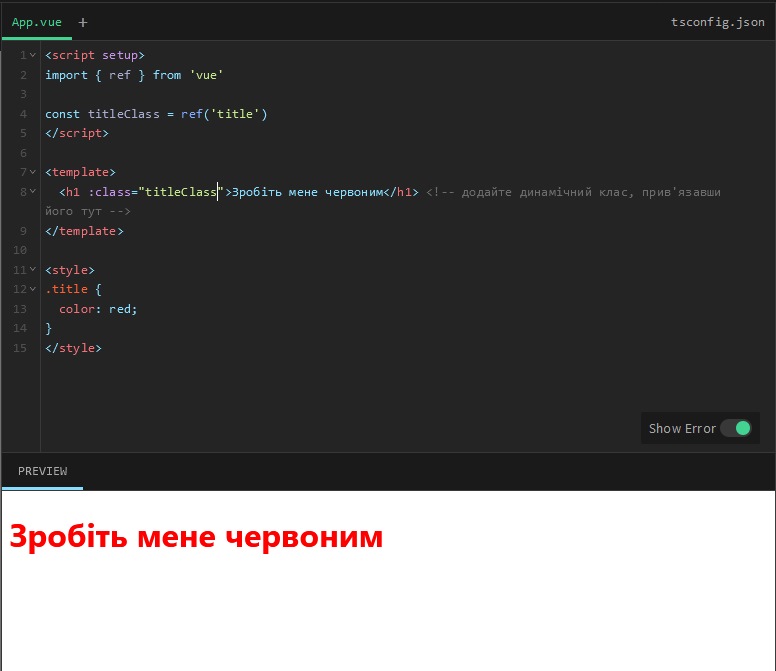 App.vue + tsconfig.json
1 <script setup>
2 import { ref } from 'vue'
3
4 const titleClass = ref('title')
5 </script>
6
7 <template>
8 <h1 :class="titleClass">Зробіть мене червоним</h1> <!-- додайте динамічний клас, прив'язавши
його тут -->
9 </template>
10
11 <style>
12 .title {
13 color: red;
14 }
15 </style>
Show Error
PREVIEW
Зробіть мене червоним